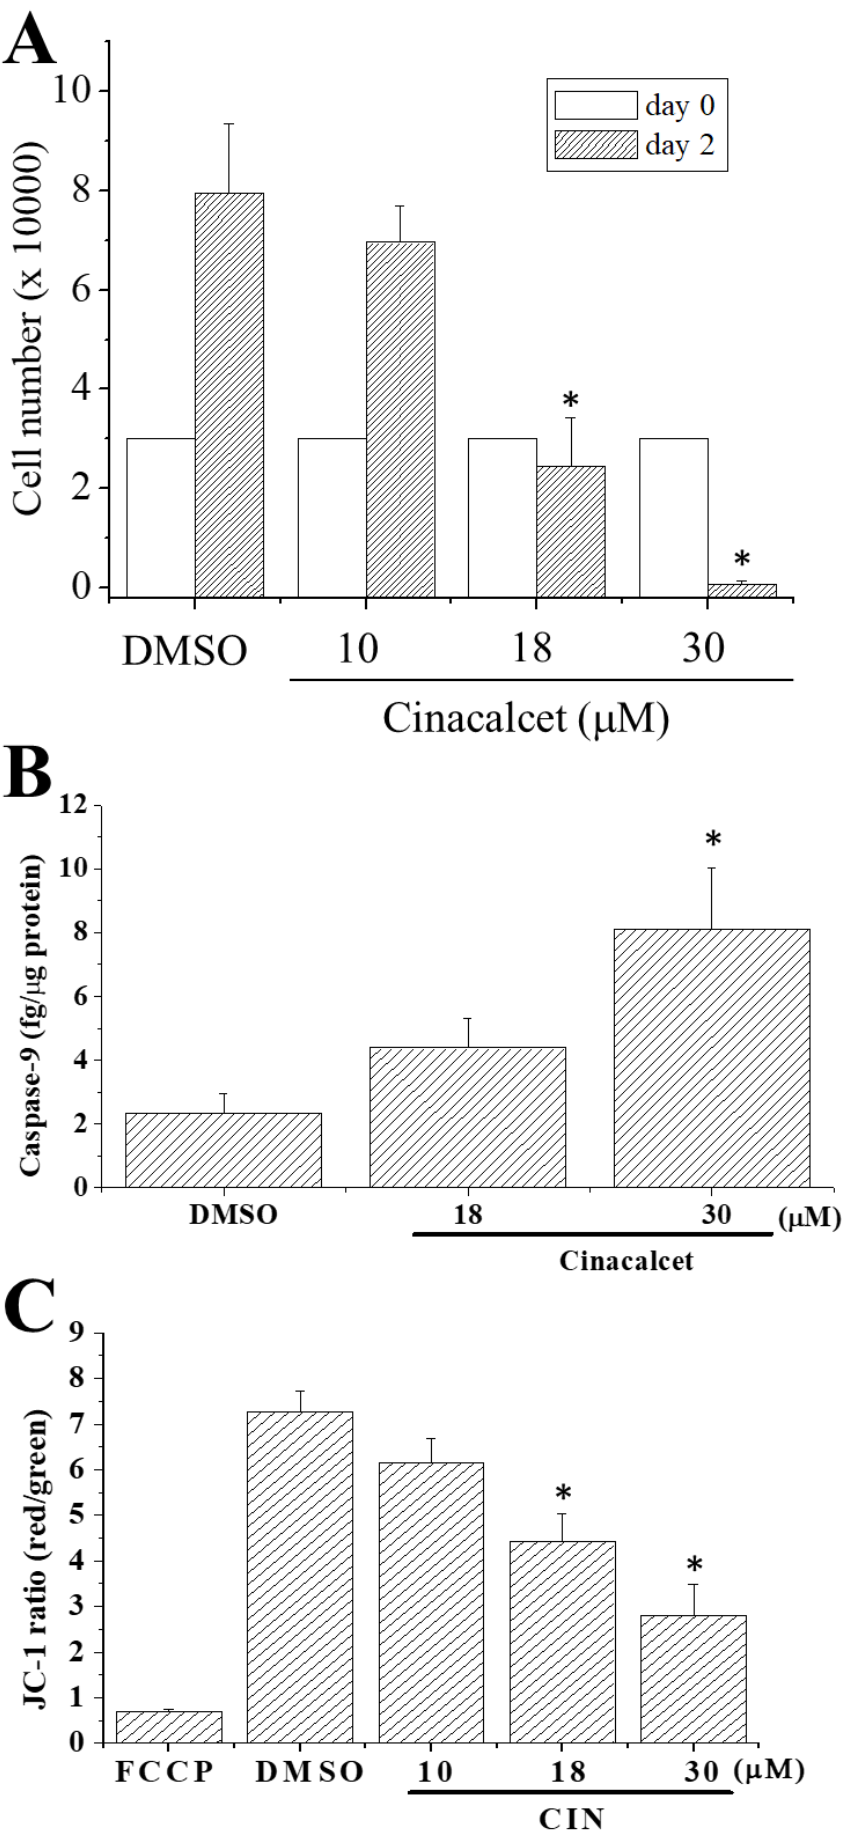 A
10
8
6
4
2
0
Cell number (x 10000)
day 0
day 2
*
*
DMSO 10 18 30
Cinacalcet (μM)
B
12
10
8
6
4
2
0
Caspase-9 (fg/μg protein)
*
DMSO 18 30 (μM)
Cinacalcet
C
9
8
7
6
5
4
3
2
1
0
JC-1 ratio (red/green)
*
*
FCCP DMSO 10 18 30 (μM)
CIN